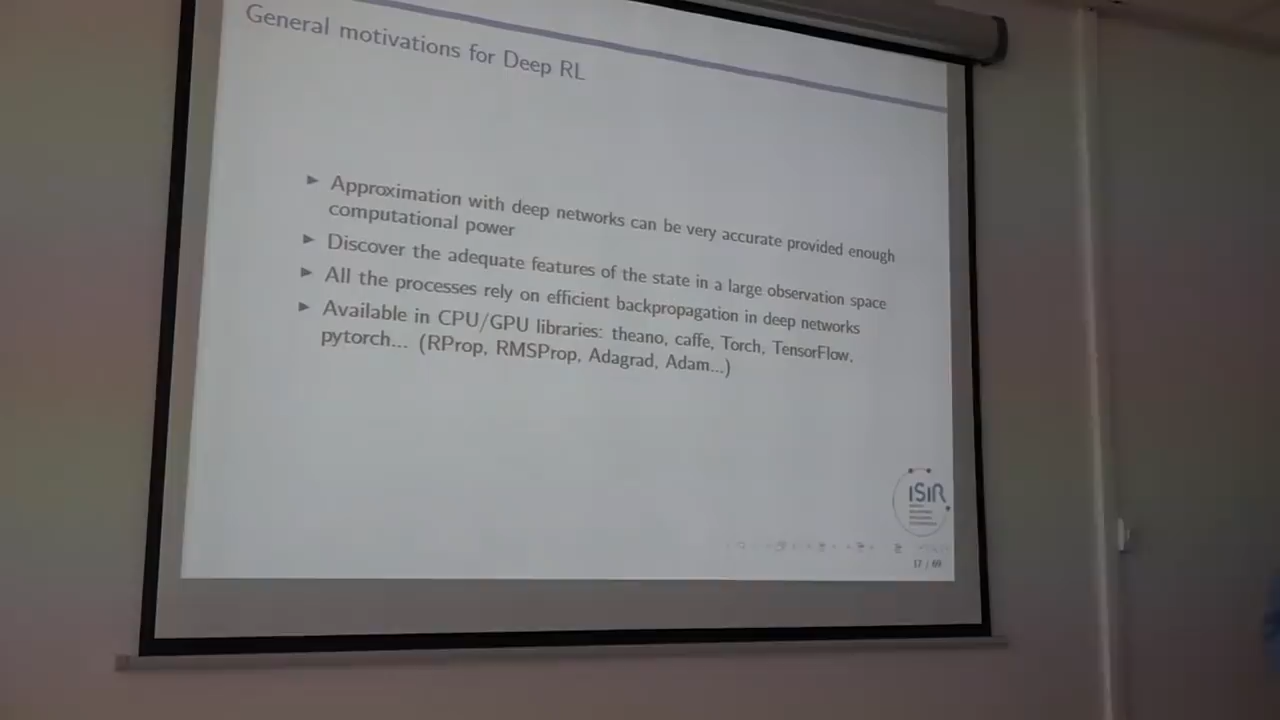 General motivations for Deep RL
► Approximation with deep networks can be very accurate provided enough
computational power
► Discover the adequate features of the state in a large observation space
► All the processes rely on efficient backpropagation in deep networks
► Available in CPU/GPU libraries: theano, caffe, Torch, TensorFlow,
pytorch... (RProp, RMSProp, Adagrad, Adam...)
ISIR
17 / 69